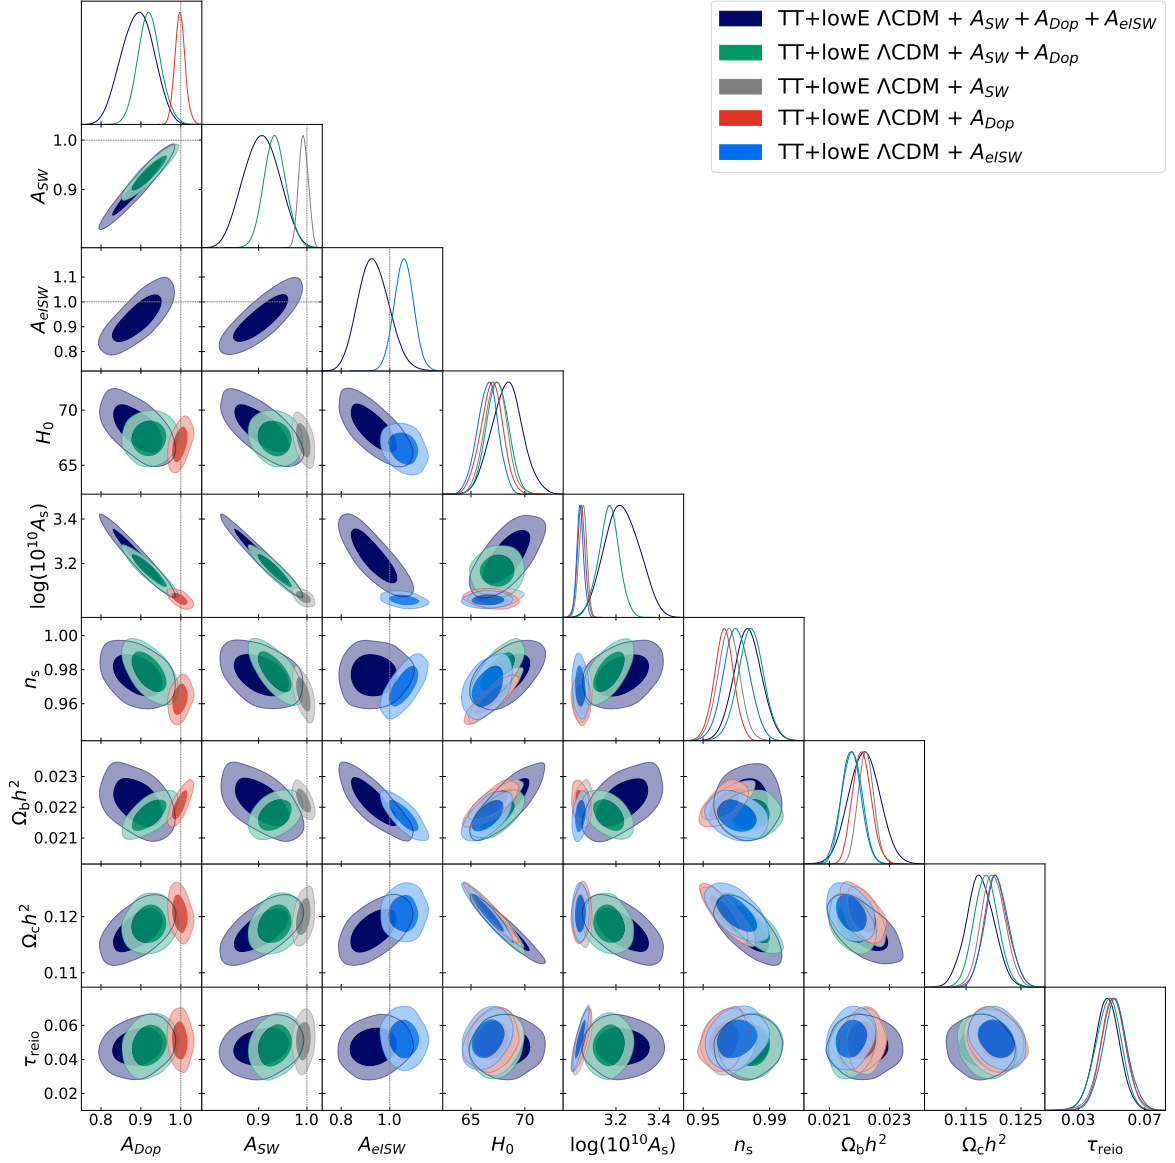 TT+lowE ΛCDM + A_SW + A_Dop + A_eISW
TT+lowE ΛCDM + A_SW + A_Dop
TT+lowE ΛCDM + A_SW
TT+lowE ΛCDM + A_Dop
TT+lowE ΛCDM + A_eISW
A_SW
1.0
0.9
A_eISW
1.1
1.0
0.9
0.8
H_0
70
65
log(10^10 A_s)
3.4
3.2
n_s
1.00
0.98
0.96
Ω_b h^2
0.023
0.022
0.021
Ω_c h^2
0.12
0.11
τ_reio
0.06
0.04
0.02
0.8 0.9 1.0 0.9 1.0 0.8 1.0 65 70 3.2 3.4 0.95 0.99 0.021 0.023 0.115 0.125 0.03 0.07
A_Dop A_SW A_eISW H_0 log(10^10 A_s) n_s Ω_b h^2 Ω_c h^2 τ_reio